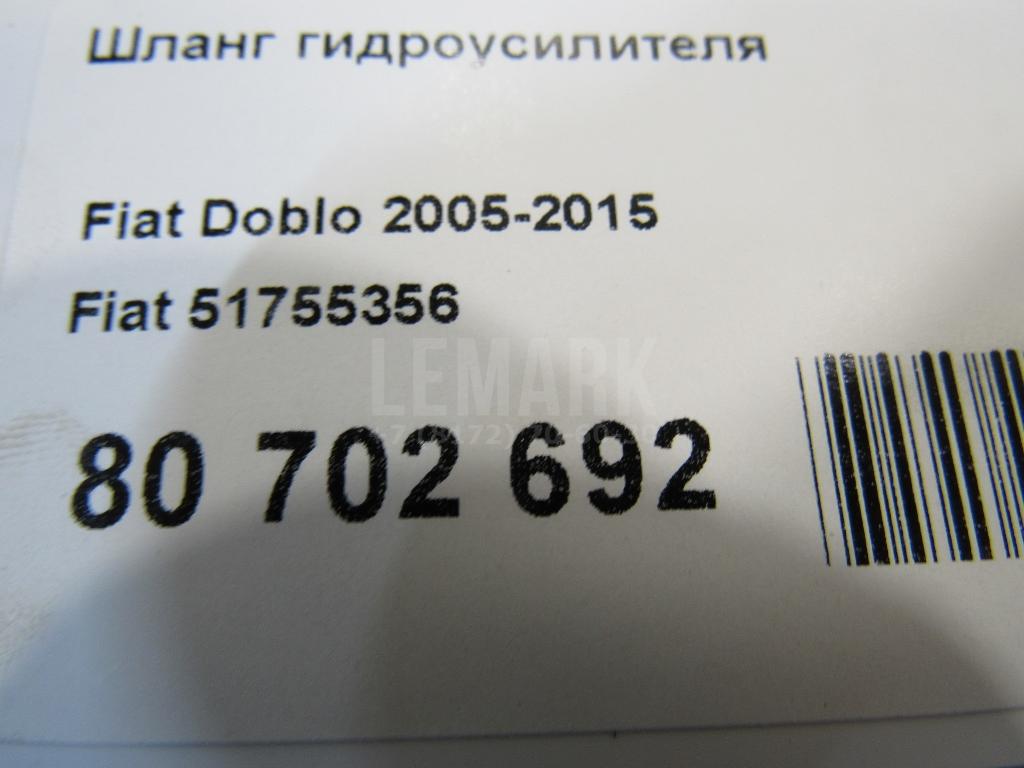 Шланг гидроусилителя
Fiat Doblo 2005-2015
Fiat 51755356
LEMARK
80 702 692